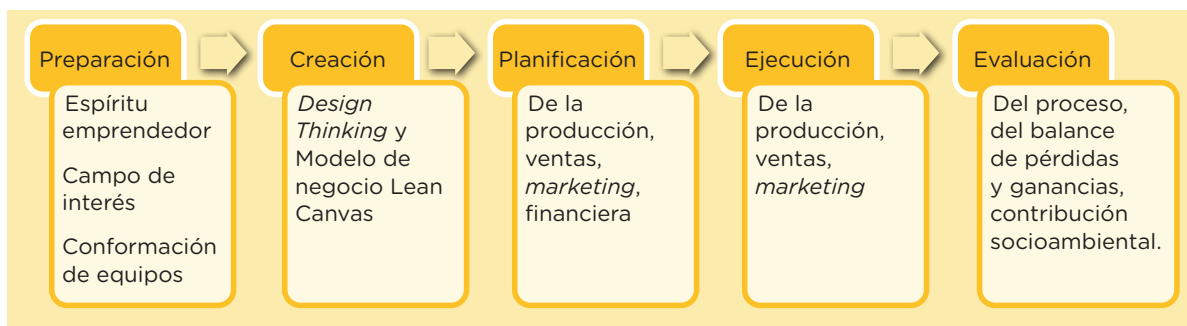 Preparación
Espíritu
emprendedor
Campo de
interés
Conformación
de equipos
Creación
Design
Thinking y
Modelo de
negocio Lean
Canvas
Planificación
De la
producción,
ventas,
marketing,
financiera
Ejecución
De la
producción,
ventas,
marketing
Evaluación
Del proceso,
del balance
de pérdidas
y ganancias,
contribución
socioambiental.